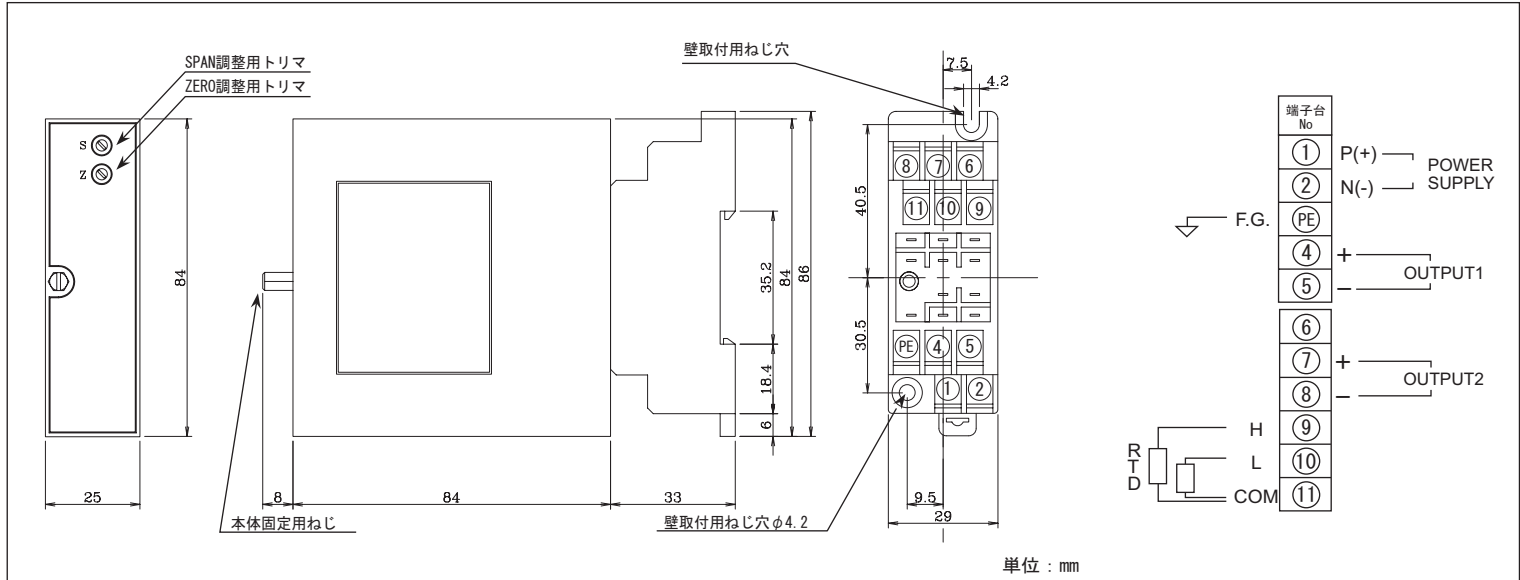 SPAN調整用トリマ
ZERO調整用トリマ
S
Z
84
25
8
84
33
本体固定用ねじ
35.2
18.4
6
84
86
壁取付用ねじ穴
7.5
4.2
40.5
30.5
8 7 6
11 10 9
PE 4 5
1 2
9.5
29
壁取付用ねじ穴φ4.2
単位：mm
端子台
No
1 P(+)
2 N(-)
POWER
SUPPLY
F.G. PE
4 +
5 −
OUTPUT1
6
7 +
8 −
OUTPUT2
RTD
H 9
L 10
COM 11